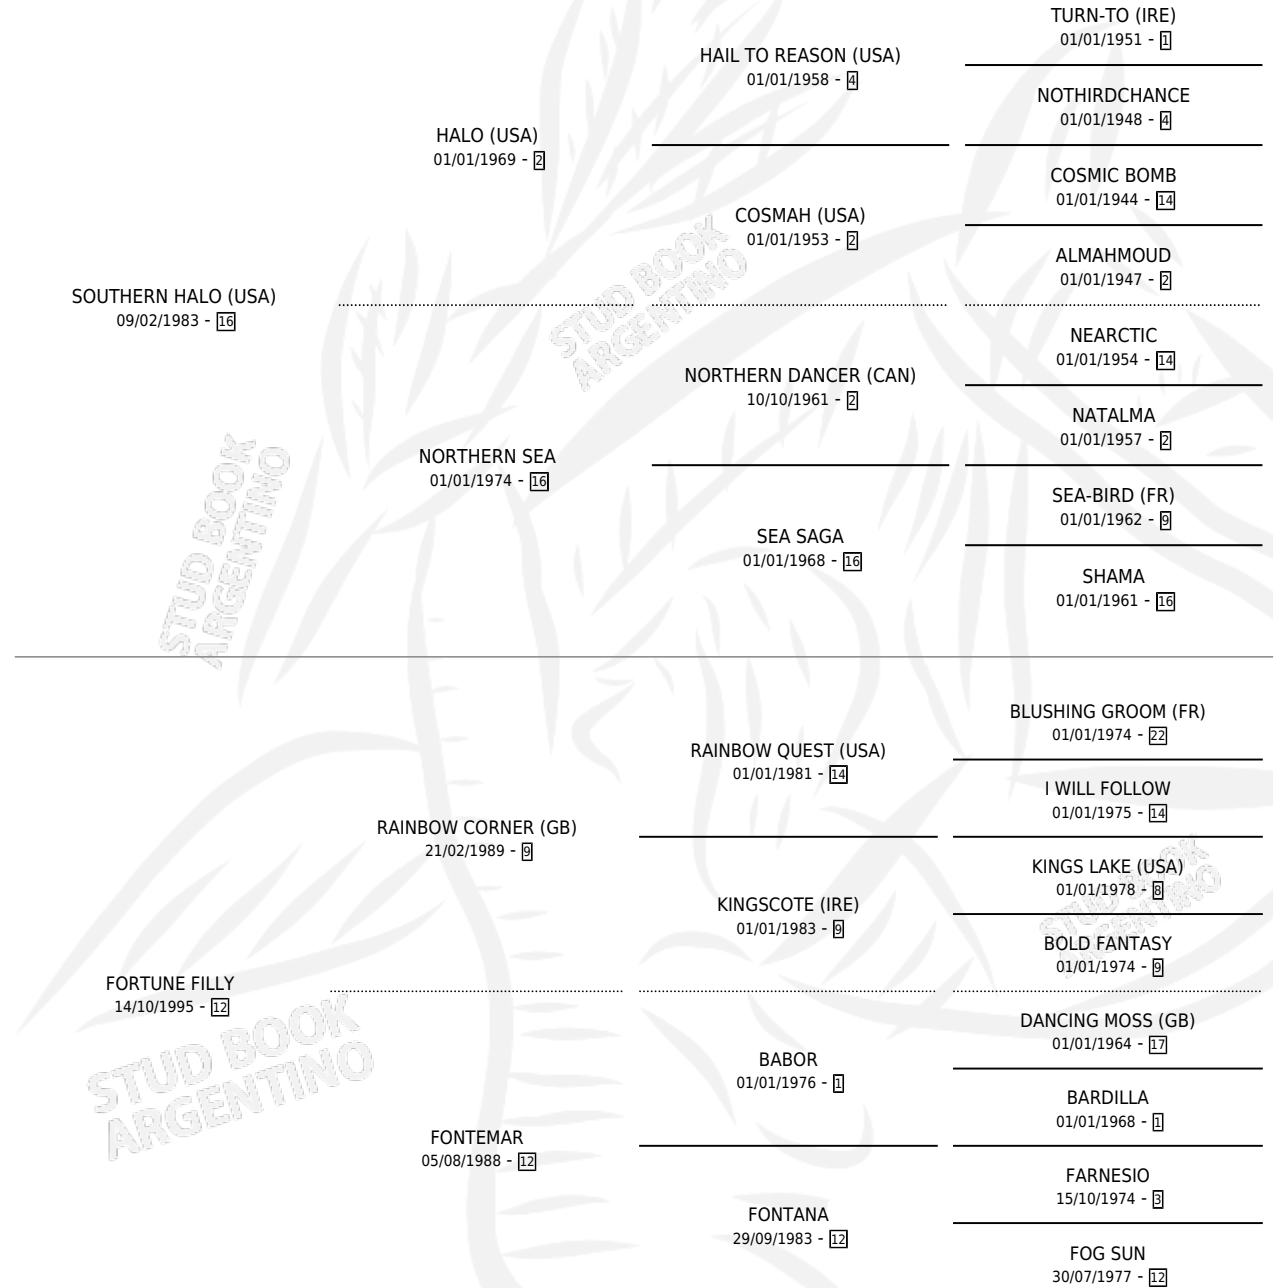 TURN-TO (IRE)
01/01/1951 - 1
HAIL TO REASON (USA)
01/01/1958 - 4
NOTHIRDCHANCE
01/01/1948 - 4
HALO (USA)
01/01/1969 - 2
COSMIC BOMB
01/01/1944 - 14
COSMAH (USA)
01/01/1953 - 2
ALMAHMOUD
01/01/1947 - 2
SOUTHERN HALO (USA)
09/02/1983 - 16
STUD BOOK
ARGENTINO
NEARCTIC
01/01/1954 - 14
NORTHERN DANCER (CAN)
10/10/1961 - 2
NATALMA
01/01/1957 - 2
NORTHERN SEA
01/01/1974 - 16
SEA-BIRD (FR)
01/01/1962 - 9
SEA SAGA
01/01/1968 - 16
SHAMA
01/01/1961 - 16
STUD BOOK
ARGENTINO
BLUSHING GROOM (FR)
01/01/1974 - 22
RAINBOW QUEST (USA)
01/01/1981 - 14
I WILL FOLLOW
01/01/1975 - 14
RAINBOW CORNER (GB)
21/02/1989 - 9
KINGS LAKE (USA)
01/01/1978 - 8
KINGSCOTE (IRE)
01/01/1983 - 9
STUD BOOK
ARGENTINO
BOLD FANTASY
01/01/1974 - 9
FORTUNE FILLY
14/10/1995 - 12
DANCING MOSS (GB)
01/01/1964 - 17
BABOR
01/01/1976 - 1
STUD BOOK
ARGENTINO
BARDILLA
01/01/1968 - 1
FONTEMAR
05/08/1988 - 12
FARNESIO
15/10/1974 - 3
FONTANA
29/09/1983 - 12
FOG SUN
30/07/1977 - 12